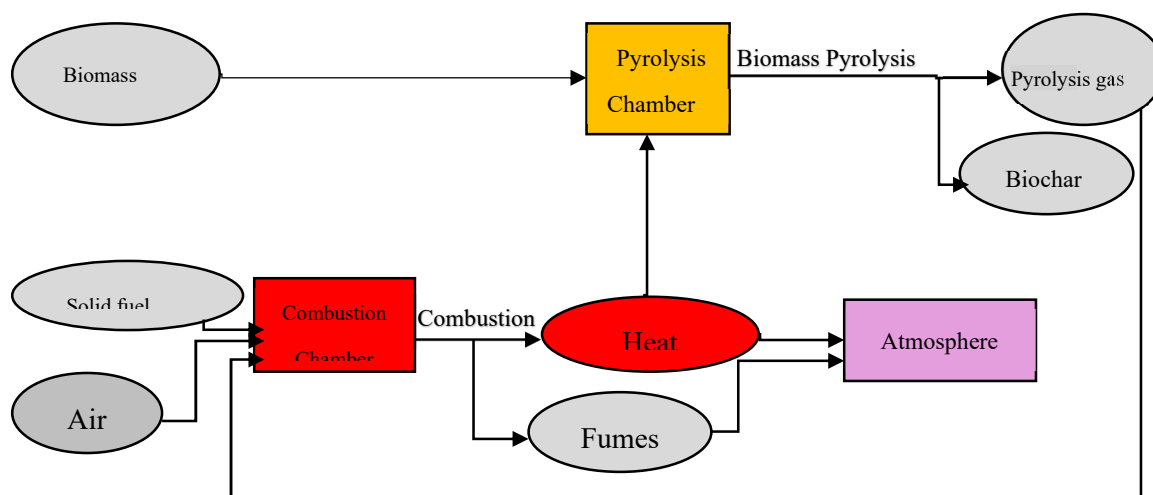 Biomass
Pyrolysis
Chamber
Biomass Pyrolysis
Pyrolysis gas
Biochar
Solid fuel
Combustion
Chamber
Combustion
Heat
Atmosphere
Air
Fumes